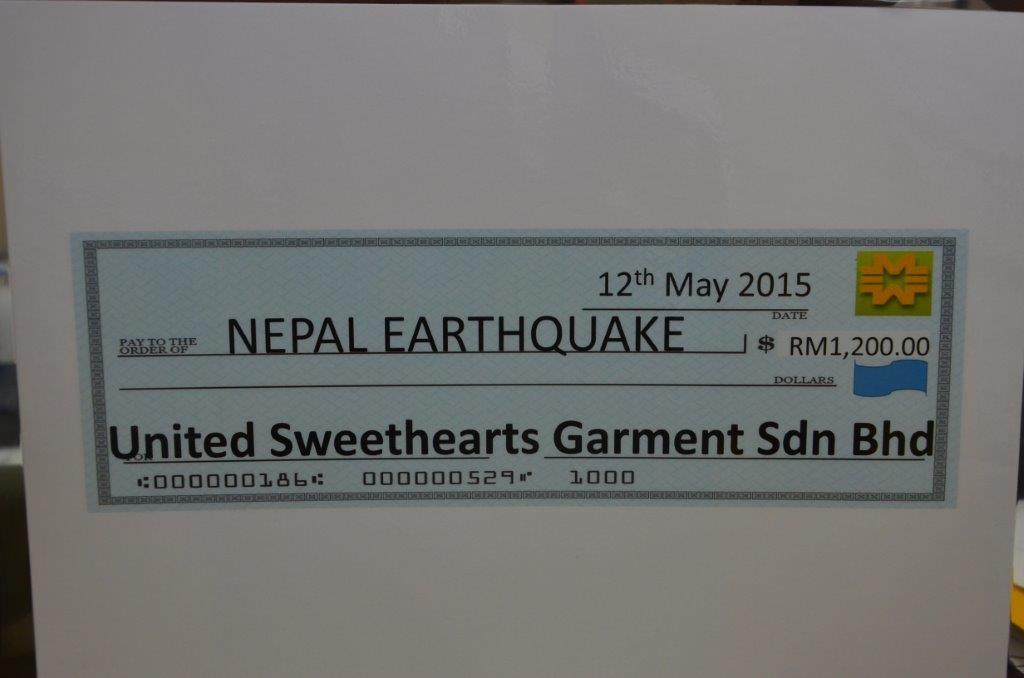 12th May 2015
DATE
PAY TO THE
ORDER OF
NEPAL EARTHQUAKE
$ RM1,200.00
DOLLARS
United Sweethearts Garment Sdn Bhd
⑆000000186⑆ 000000529⑈ 1000